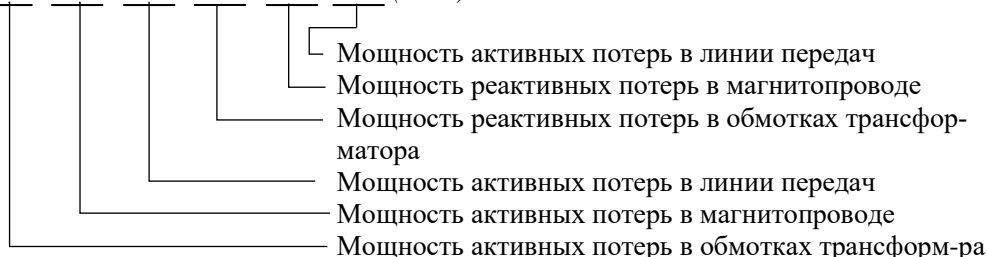 Мощность активных потерь в линии передач
Мощность реактивных потерь в магнитопроводе
Мощность реактивных потерь в обмотках трансфор-
матора
Мощность активных потерь в линии передач
Мощность активных потерь в магнитопроводе
Мощность активных потерь в обмотках трансформ-ра